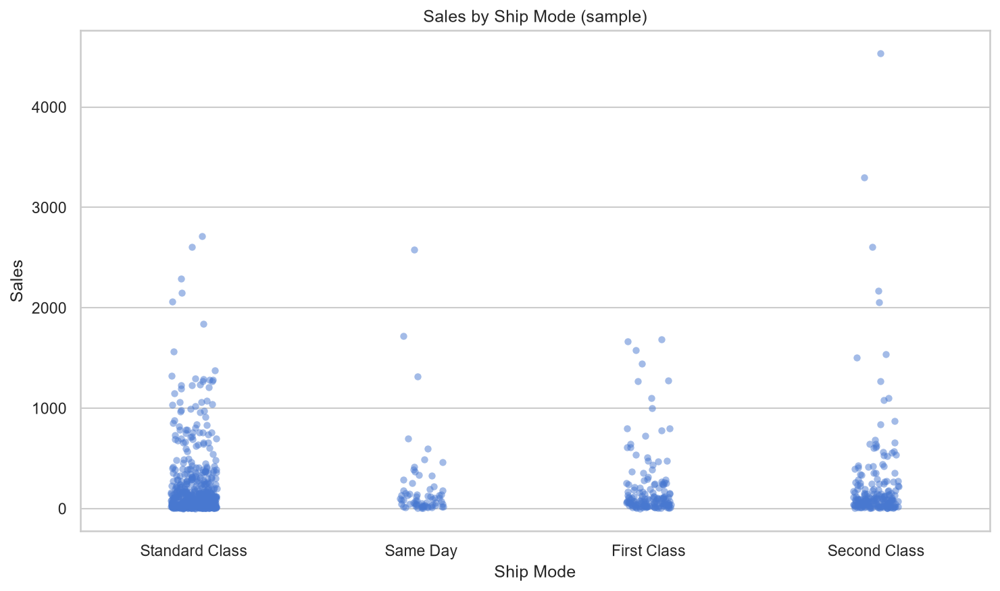 Sales by Ship Mode (sample)
4000
3000
2000
1000
0
Sales
Standard Class
Same Day
First Class
Second Class
Ship Mode